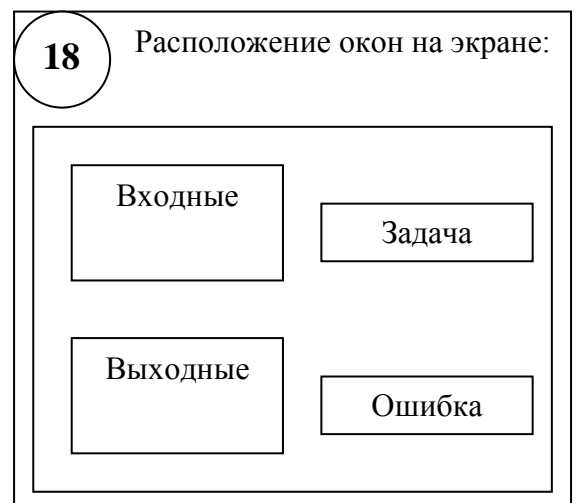 18
Расположение окон на экране:
Входные
Задача
Выходные
Ошибка